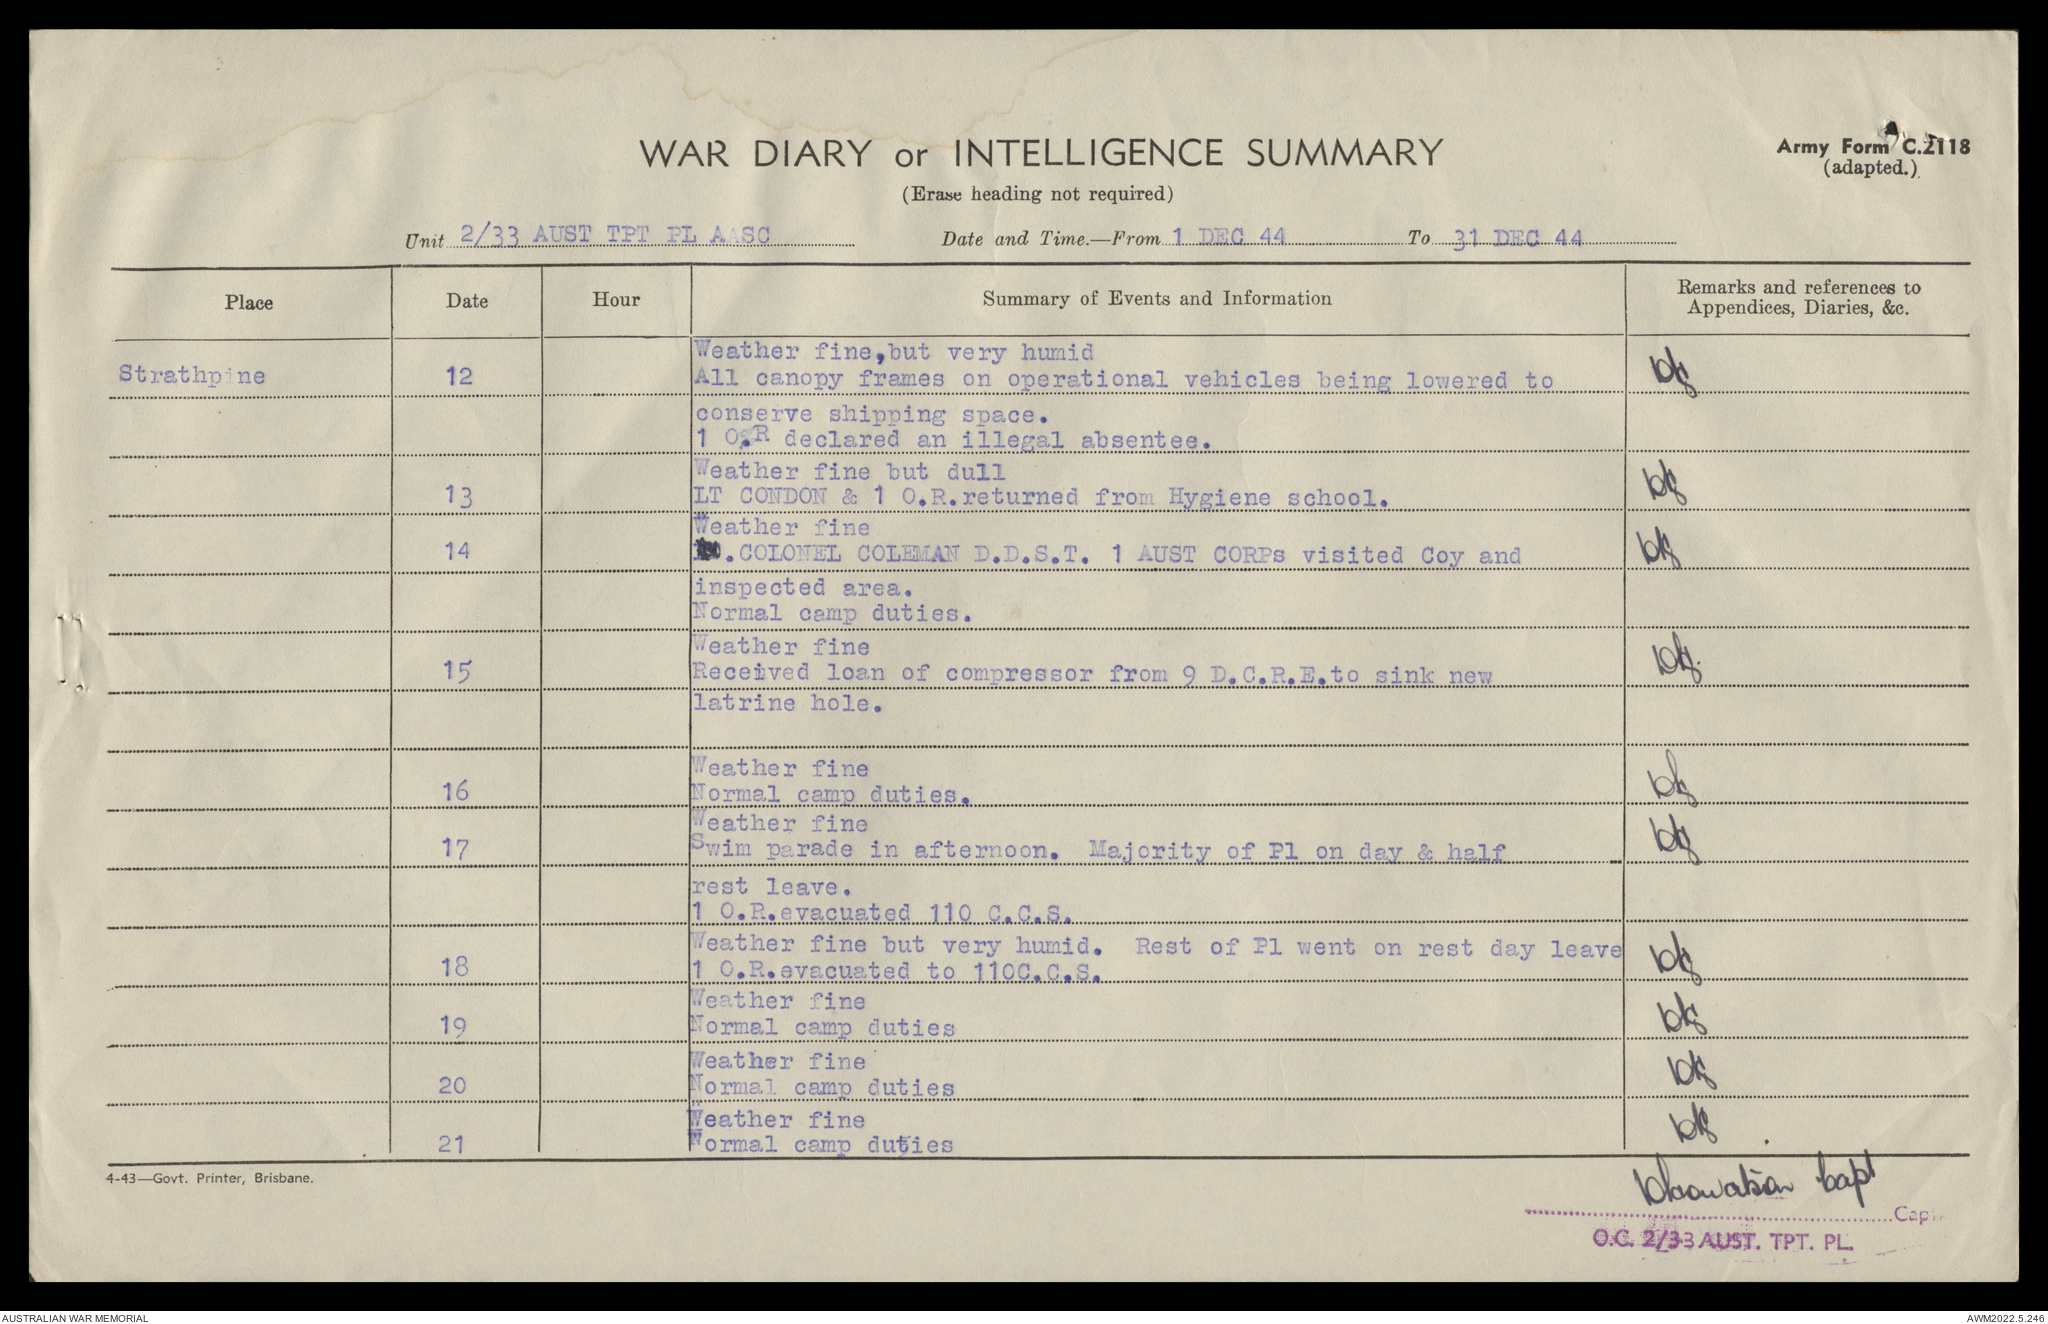 WAR DIARY or INTELLIGENCE SUMMARY
(Erase heading not required)
Army Form C.2118
(adapted.)
Unit 2/33 AUST TPT PL AASC Date and Time.—From 1 DEC 44 To 31 DEC 44
Place Date Hour Summary of Events and Information Remarks and references to
Appendices, Diaries, &c.
Weather fine,but very humid
Strathpine 12 All canopy frames on operational vehicles being lowered to
conserve shipping space.
1 O.R declared an illegal absentee.
Weather fine but dull
13 LT CONDON & 1 O.R.returned from Hygiene school.
Weather fine
14 .COLONEL COLEMAN D.D.S.T. 1 AUST CORPs visited Coy and
inspected area.
Normal camp duties.
Weather fine
15 Received loan of compressor from 9 D.C.R.E.to sink new
latrine hole.
Weather fine
16 Normal camp duties.
Weather fine
17 Swim parade in afternoon. Majority of Pl on day & half
rest leave.
1 O.R.evacuated 110 C.C.S.
Weather fine but very humid. Rest of Pl went on rest day leave
18 1 O.R.evacuated to 110C.C.S.
Weather fine
19 Normal camp duties
Weather fine
20 Normal camp duties
Weather fine
21 Normal camp duties
4-43—Govt. Printer, Brisbane.
Capt
Capt
O.C. 2/33 AUST. TPT. PL.
AUSTRALIAN WAR MEMORIAL
AWM2022.5.246